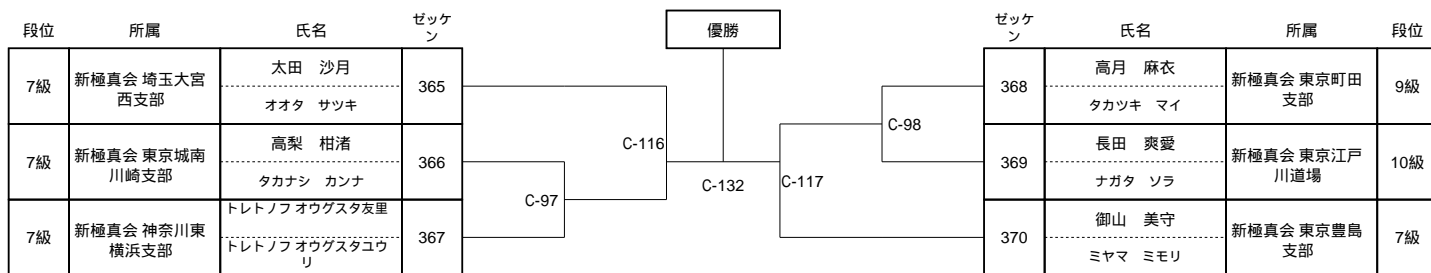 段位 所属 氏名 ゼッケン
優勝
ゼッケン 氏名 所属 段位
7級 新極真会 埼玉大宮西支部 太田 沙月 オオタ サツキ 365
7級 新極真会 東京城南川崎支部 高梨 柑渚 タカナシ カンナ 366
7級 新極真会 神奈川東横浜支部 トレトノフ オウグスタ友里 トレトノフ オウグスタユウリ 367
C-116
C-97
C-132
C-117
C-98
368 高月 麻衣 タカツキ マイ 新極真会 東京町田支部 9級
369 長田 爽愛 ナガタ ソラ 新極真会 東京江戸川道場 10級
370 御山 美守 ミヤマ ミモリ 新極真会 東京豊島支部 7級